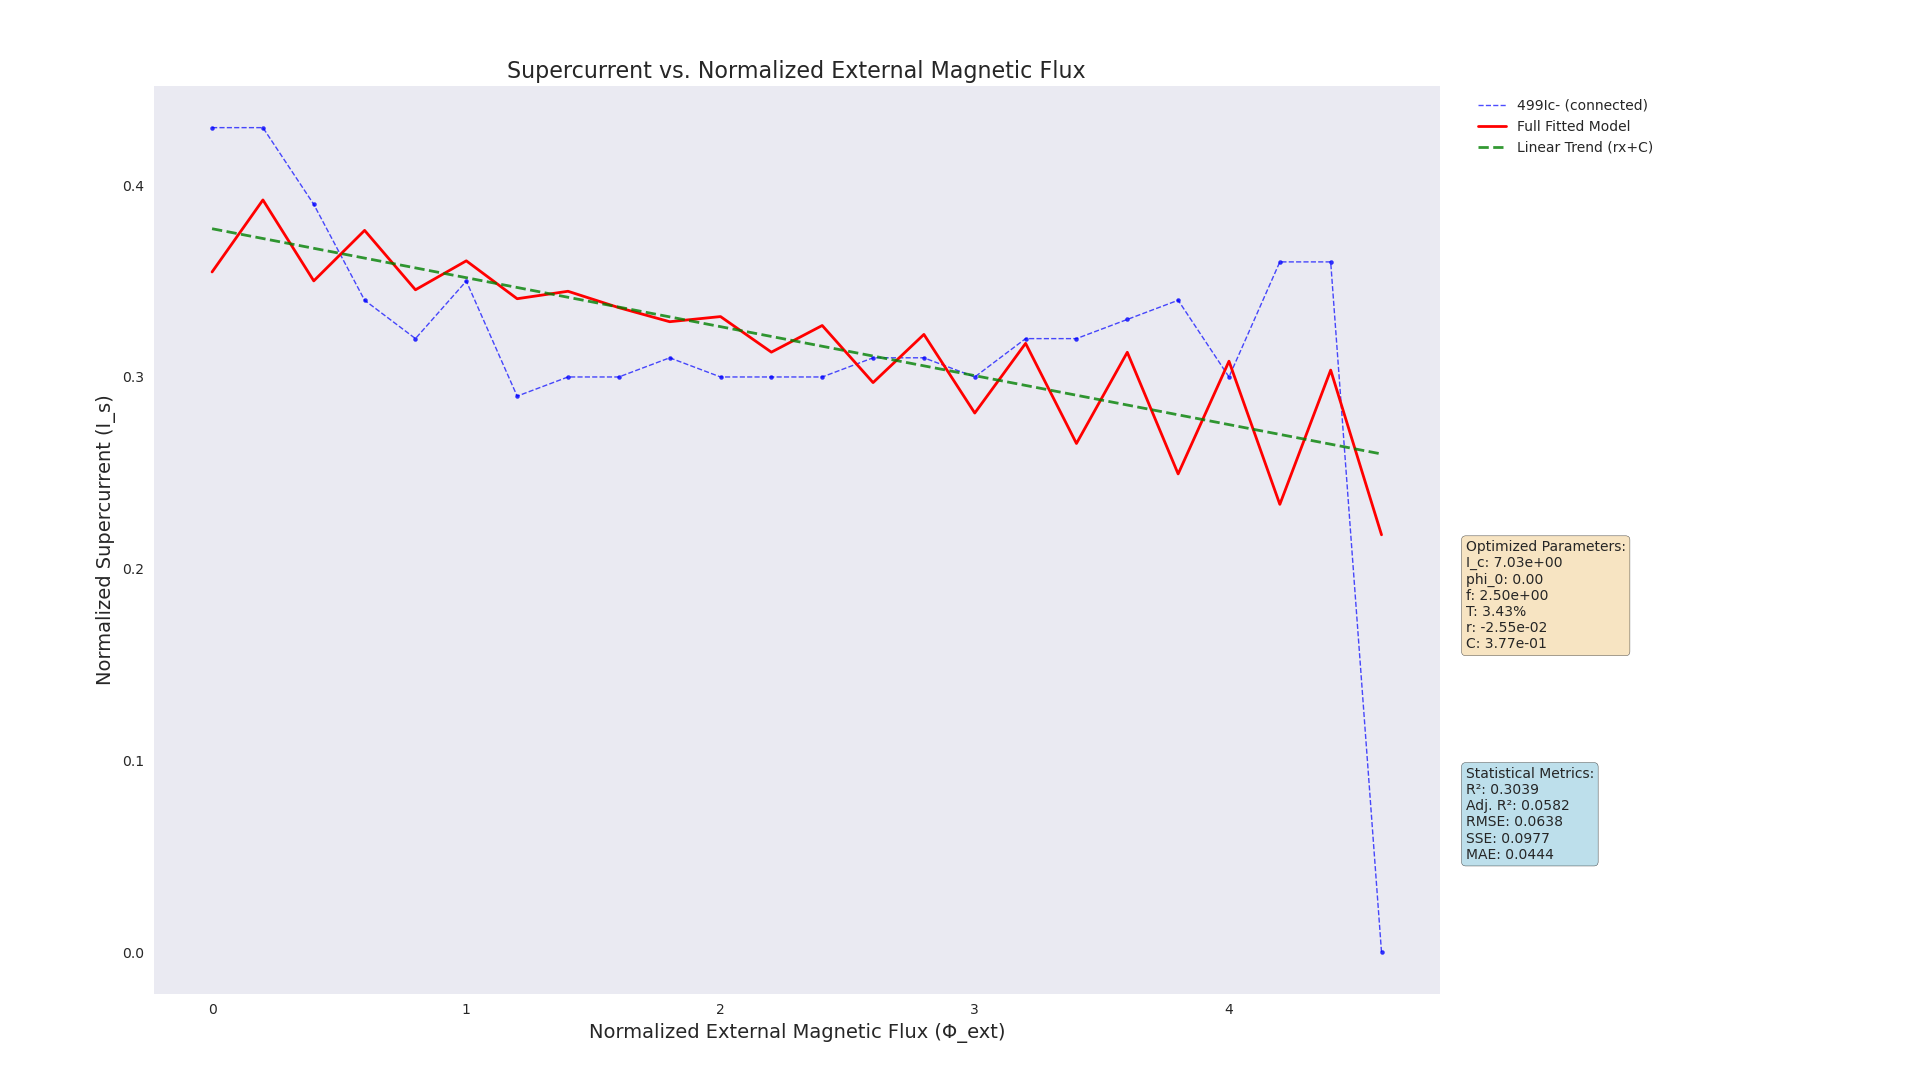 Supercurrent vs. Normalized External Magnetic Flux
499Ic- (connected)
Full Fitted Model
Linear Trend (rx+C)
Normalized Supercurrent (I_s)
0.4
0.3
0.2
0.1
0.0
0
1
2
3
4
Normalized External Magnetic Flux (Φ_ext)
Optimized Parameters:
I_c: 7.03e+00
phi_0: 0.00
f: 2.50e+00
T: 3.43%
r: -2.55e-02
C: 3.77e-01
Statistical Metrics:
R²: 0.3039
Adj. R²: 0.0582
RMSE: 0.0638
SSE: 0.0977
MAE: 0.0444